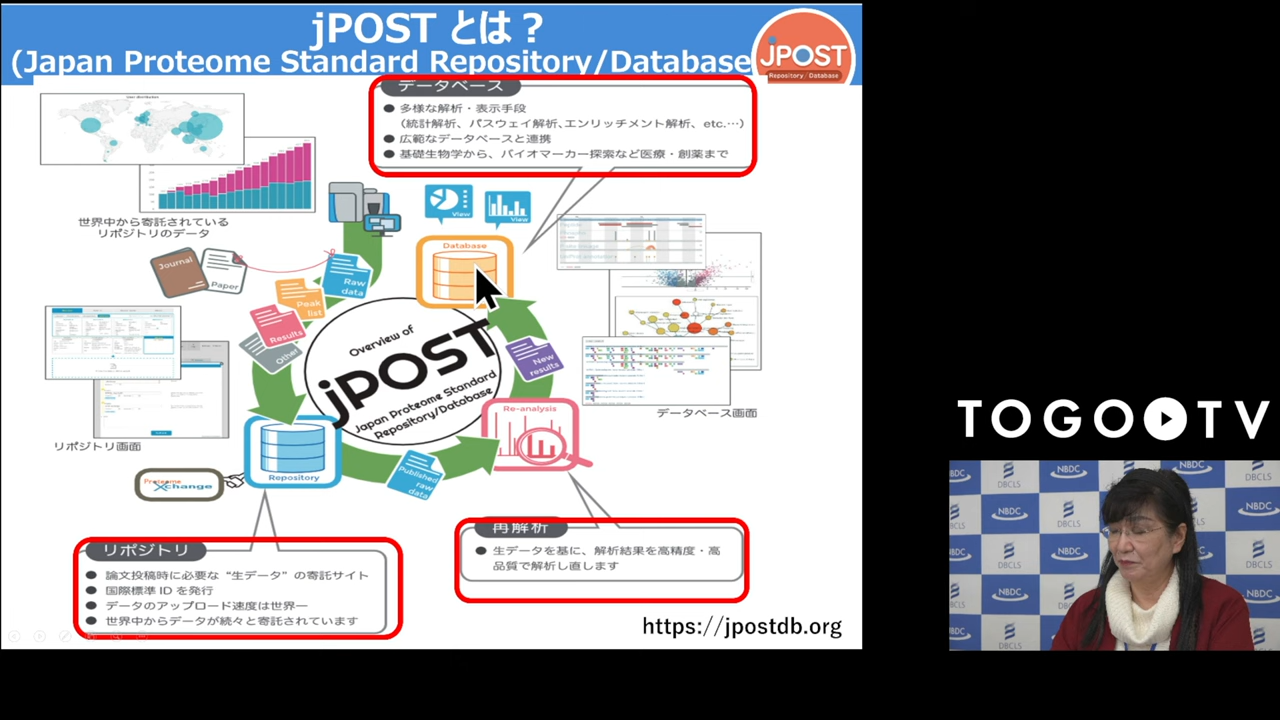 jPOST とは？
(Japan Proteome Standard Repository/Database
jPOST
Repository/Database
データベース
● 多様な解析・表示手段
（統計解析、パスウェイ解析、エンリッチメント解析、etc.…）
● 広範なデータベースと連携
● 基礎生物学から、バイオマーカー探索など医療・創薬まで
世界中から寄託されている
リポジトリのデータ
View
View
Database
Journal
Paper
Raw
data
Peak
list
Results
Other
Overview of
jPOST
Japan Proteome Standard
Repository/Database
New
results
Re-analysis
データベース画面
リポジトリ画面
Repository
Published
raw
data
Proteome
Xchange
リポジトリ
● 論文投稿時に必要な“生データ”の寄託サイト
● 国際標準 ID を発行
● データのアップロード速度は世界一
● 世界中からデータが続々と寄託されています
再解析
● 生データを基に、解析結果を高精度・高
品質で解析し直します
https://jpostdb.org
TOGO TV
NBDC
DBCLS
NBDC
DBCLS
NBDC
NBDC
DBCLS
NBDC
DBCLS
NBDC
DBCLS
NBDC
DBCLS